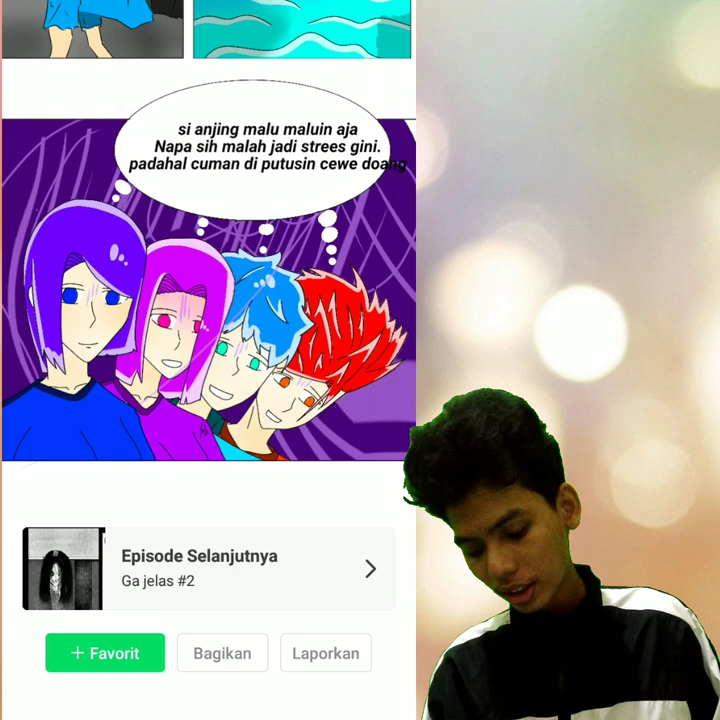 si anjing malu maluin aja
Napa sih malah jadi strees gini.
padahal cuman di putusin cewe doang
Episode Selanjutnya
Ga jelas #2
+ Favorit
Bagikan
Laporkan